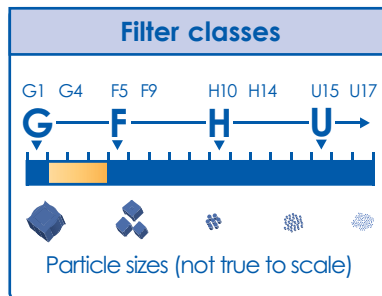 Filter classes
G1 G4 F5 F9 H10 H14 U15 U17
G F H U
Particle sizes (not true to scale)